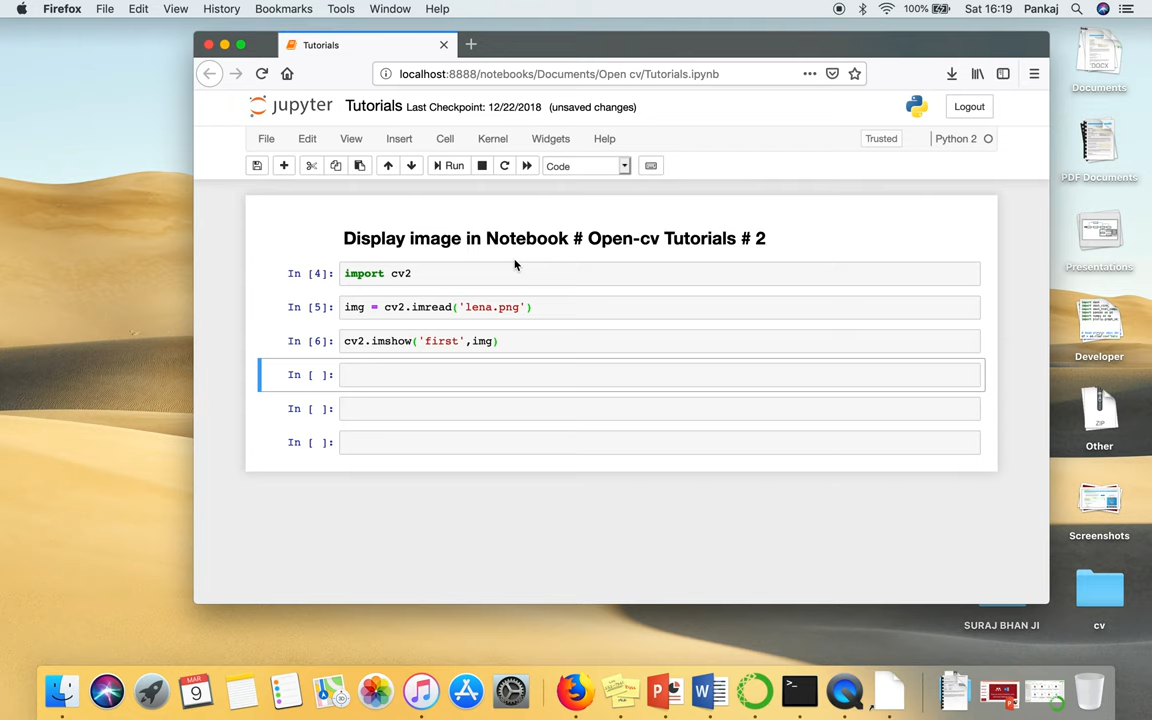 Firefox File Edit View History Bookmarks Tools Window Help 100% Sat 16:19 Pankaj
Tutorials
localhost:8888/notebooks/Documents/Open cv/Tutorials.ipynb
jupyter Tutorials Last Checkpoint: 12/22/2018 (unsaved changes) Logout
File Edit View Insert Cell Kernel Widgets Help Trusted Python 2
Run Code
Display image in Notebook # Open-cv Tutorials # 2
In [4]: import cv2
In [5]: img = cv2.imread('lena.png')
In [6]: cv2.imshow('first',img)
In [ ]:
In [ ]:
In [ ]:
DOCX
Documents
PDF Documents
Presentations
Developer
ZIP
Other
Screenshots
SURAJ BHAN JI
cv
MAR
9